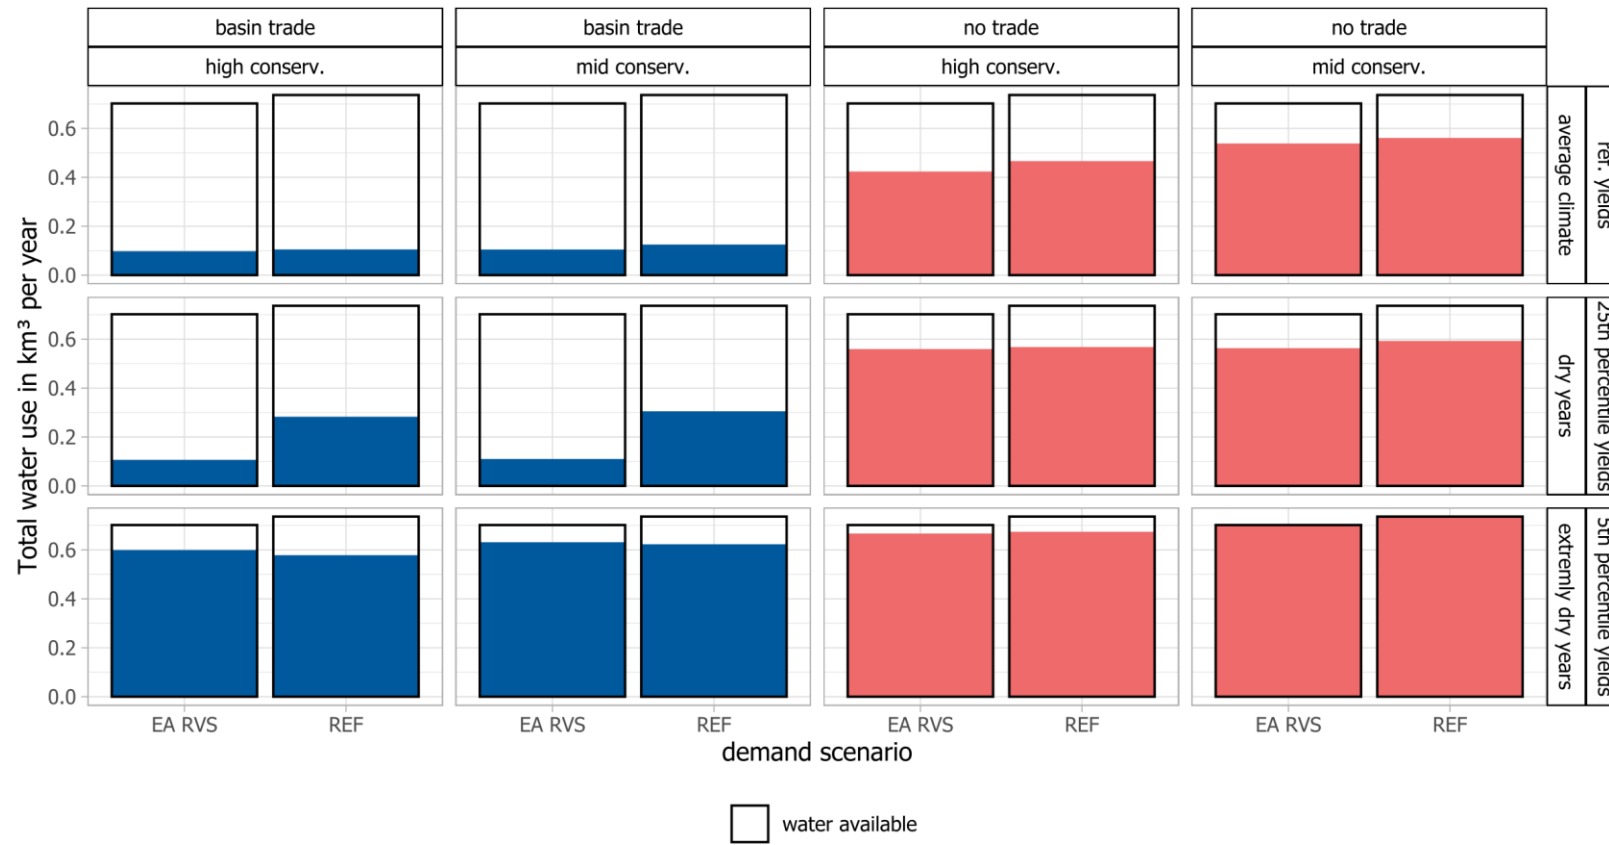 basin trade
basin trade
no trade
no trade
high conserv.
mid conserv.
high conserv.
mid conserv.
Total water use in km³ per year
0.6
0.4
0.2
0.0
average climate
ref. yields
0.6
0.4
0.2
0.0
dry years
25th percentile yields
0.6
0.4
0.2
0.0
extremly dry years
5th percentile yields
EA RVS
REF
EA RVS
REF
EA RVS
REF
EA RVS
REF
demand scenario
water available